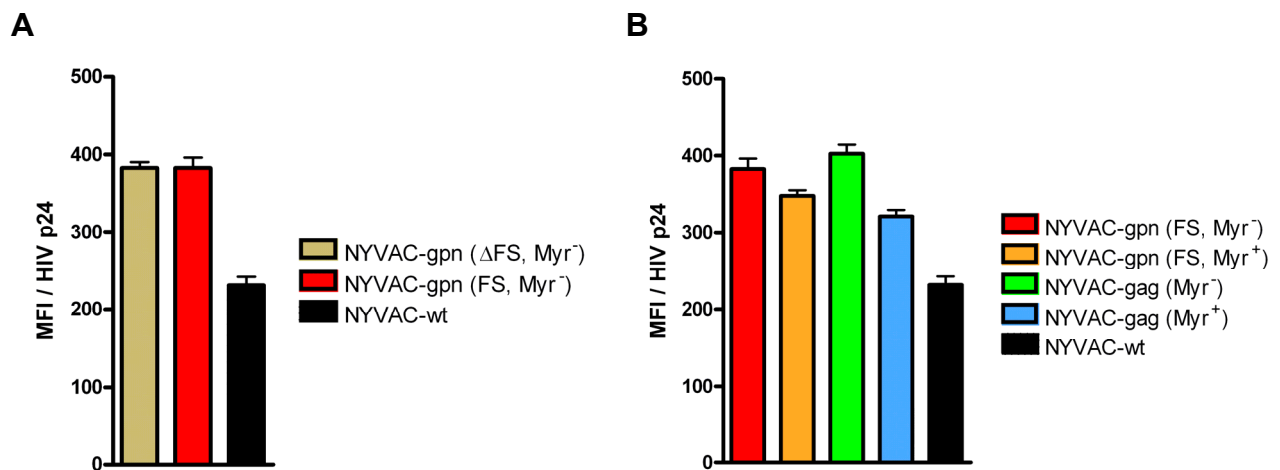 A
MFI / HIV p24
500
400
300
200
100
0
NYVAC-gpn (ΔFS, Myr⁻)
NYVAC-gpn (FS, Myr⁻)
NYVAC-wt
B
MFI / HIV p24
500
400
300
200
100
0
NYVAC-gpn (FS, Myr⁻)
NYVAC-gpn (FS, Myr⁺)
NYVAC-gag (Myr⁻)
NYVAC-gag (Myr⁺)
NYVAC-wt